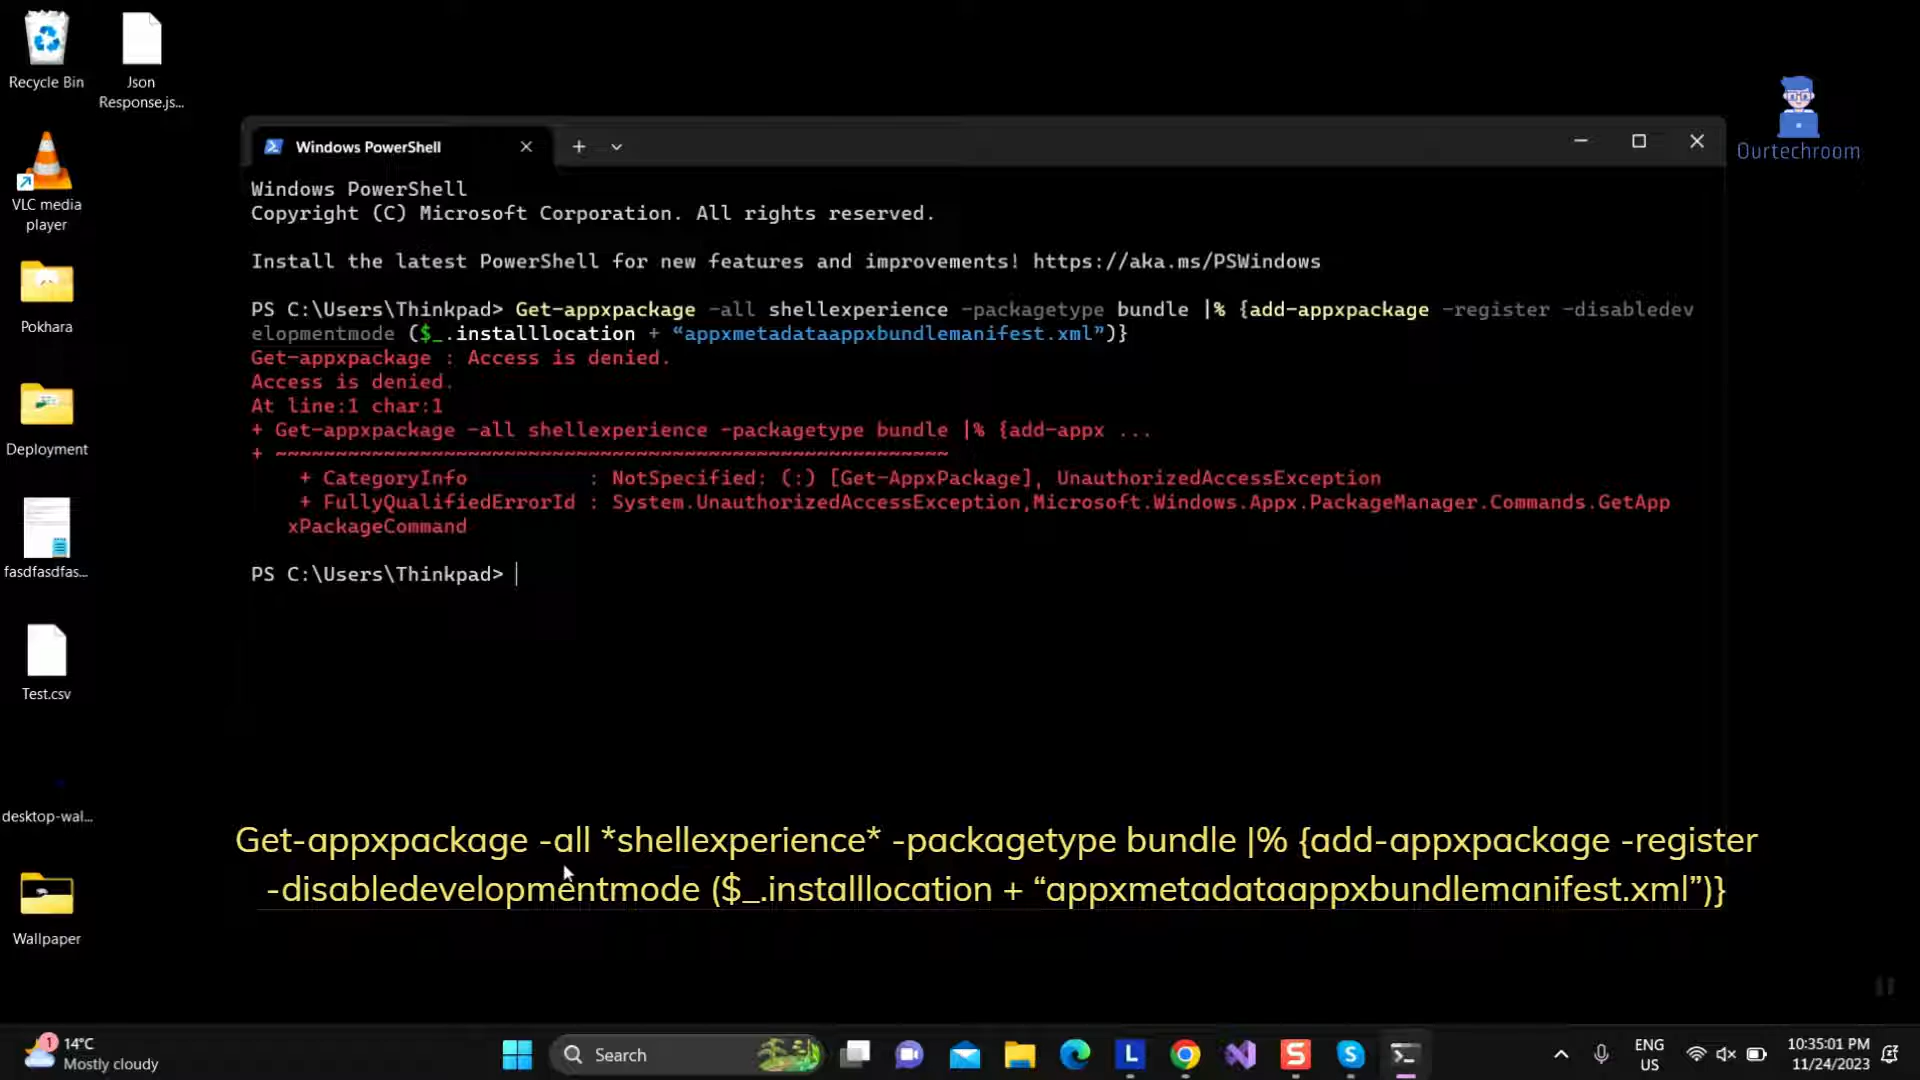 Recycle Bin
Json
Response.js...
VLC media
player
Pokhara
Deployment
fasdfasdfas...
Test.csv
desktop-wal...
Wallpaper
Ourtechroom
Windows PowerShell
Windows PowerShell
Copyright (C) Microsoft Corporation. All rights reserved.
Install the latest PowerShell for new features and improvements! https://aka.ms/PSWindows
PS C:\Users\Thinkpad> Get-appxpackage -all shellexperience -packagetype bundle |% {add-appxpackage -register -disabledev
elopmentmode ($_.installlocation + “appxmetadataappxbundlemanifest.xml”)}
Get-appxpackage : Access is denied.
Access is denied.
At line:1 char:1
+ Get-appxpackage -all shellexperience -packagetype bundle |% {add-appx ...
+ ~~~~~~~~~~~~~~~~~~~~~~~~~~~~~~~~~~~~~~~~~~~~~~~~~~~~~~~~
+ CategoryInfo : NotSpecified: (:) [Get-AppxPackage], UnauthorizedAccessException
+ FullyQualifiedErrorId : System.UnauthorizedAccessException,Microsoft.Windows.Appx.PackageManager.Commands.GetApp
xPackageCommand
PS C:\Users\Thinkpad>
Get-appxpackage -all *shellexperience* -packagetype bundle |% {add-appxpackage -register
-disabledevelopmentmode ($_.installlocation + “appxmetadataappxbundlemanifest.xml”)}
1
14°C
Mostly cloudy
Search
L
S
S
ENG
US
10:35:01 PM
11/24/2023